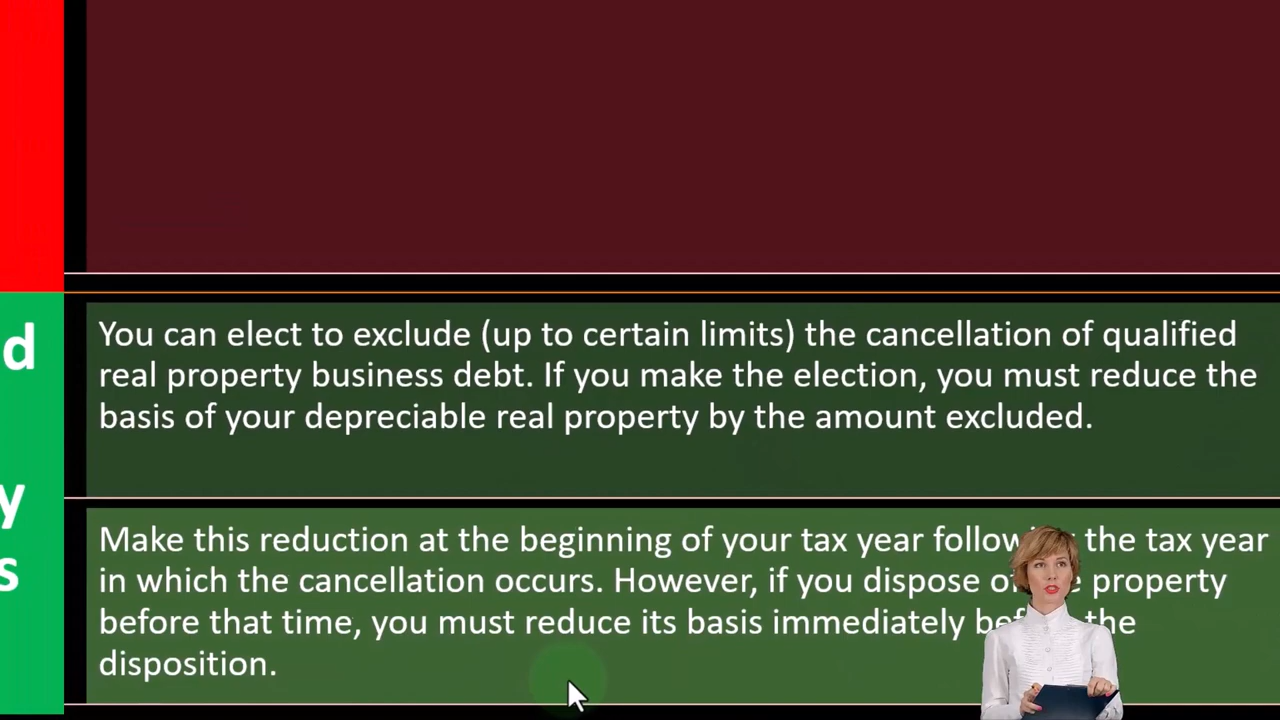 d
y
s
You can elect to exclude (up to certain limits) the cancellation of qualified
real property business debt. If you make the election, you must reduce the
basis of your depreciable real property by the amount excluded.
Make this reduction at the beginning of your tax year the tax year
in which the cancellation occurs. However, if you dispose property
before that time, you must reduce its basis immediately the
disposition.